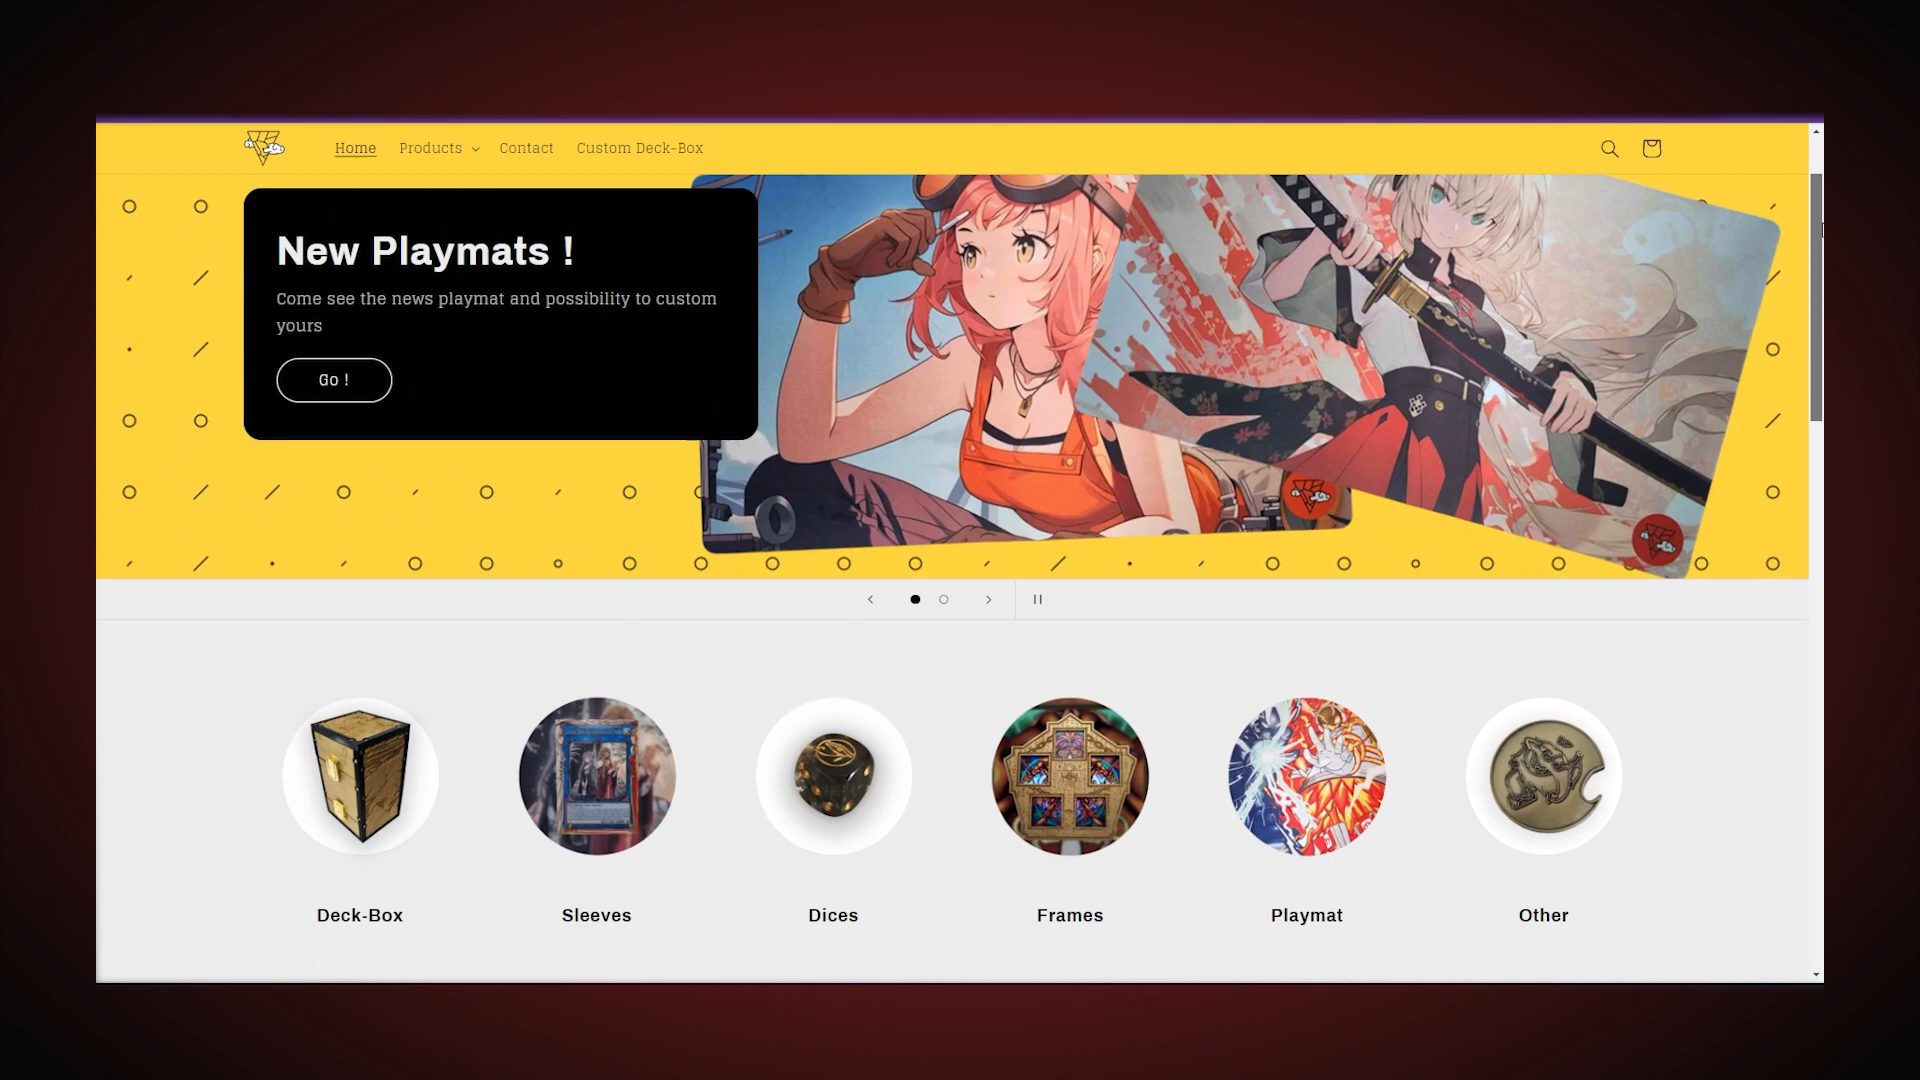 Home Products Contact Custom Deck-Box
New Playmats !
Come see the news playmat and possibility to custom
yours
Go !
Deck-Box Sleeves Dices Frames Playmat Other